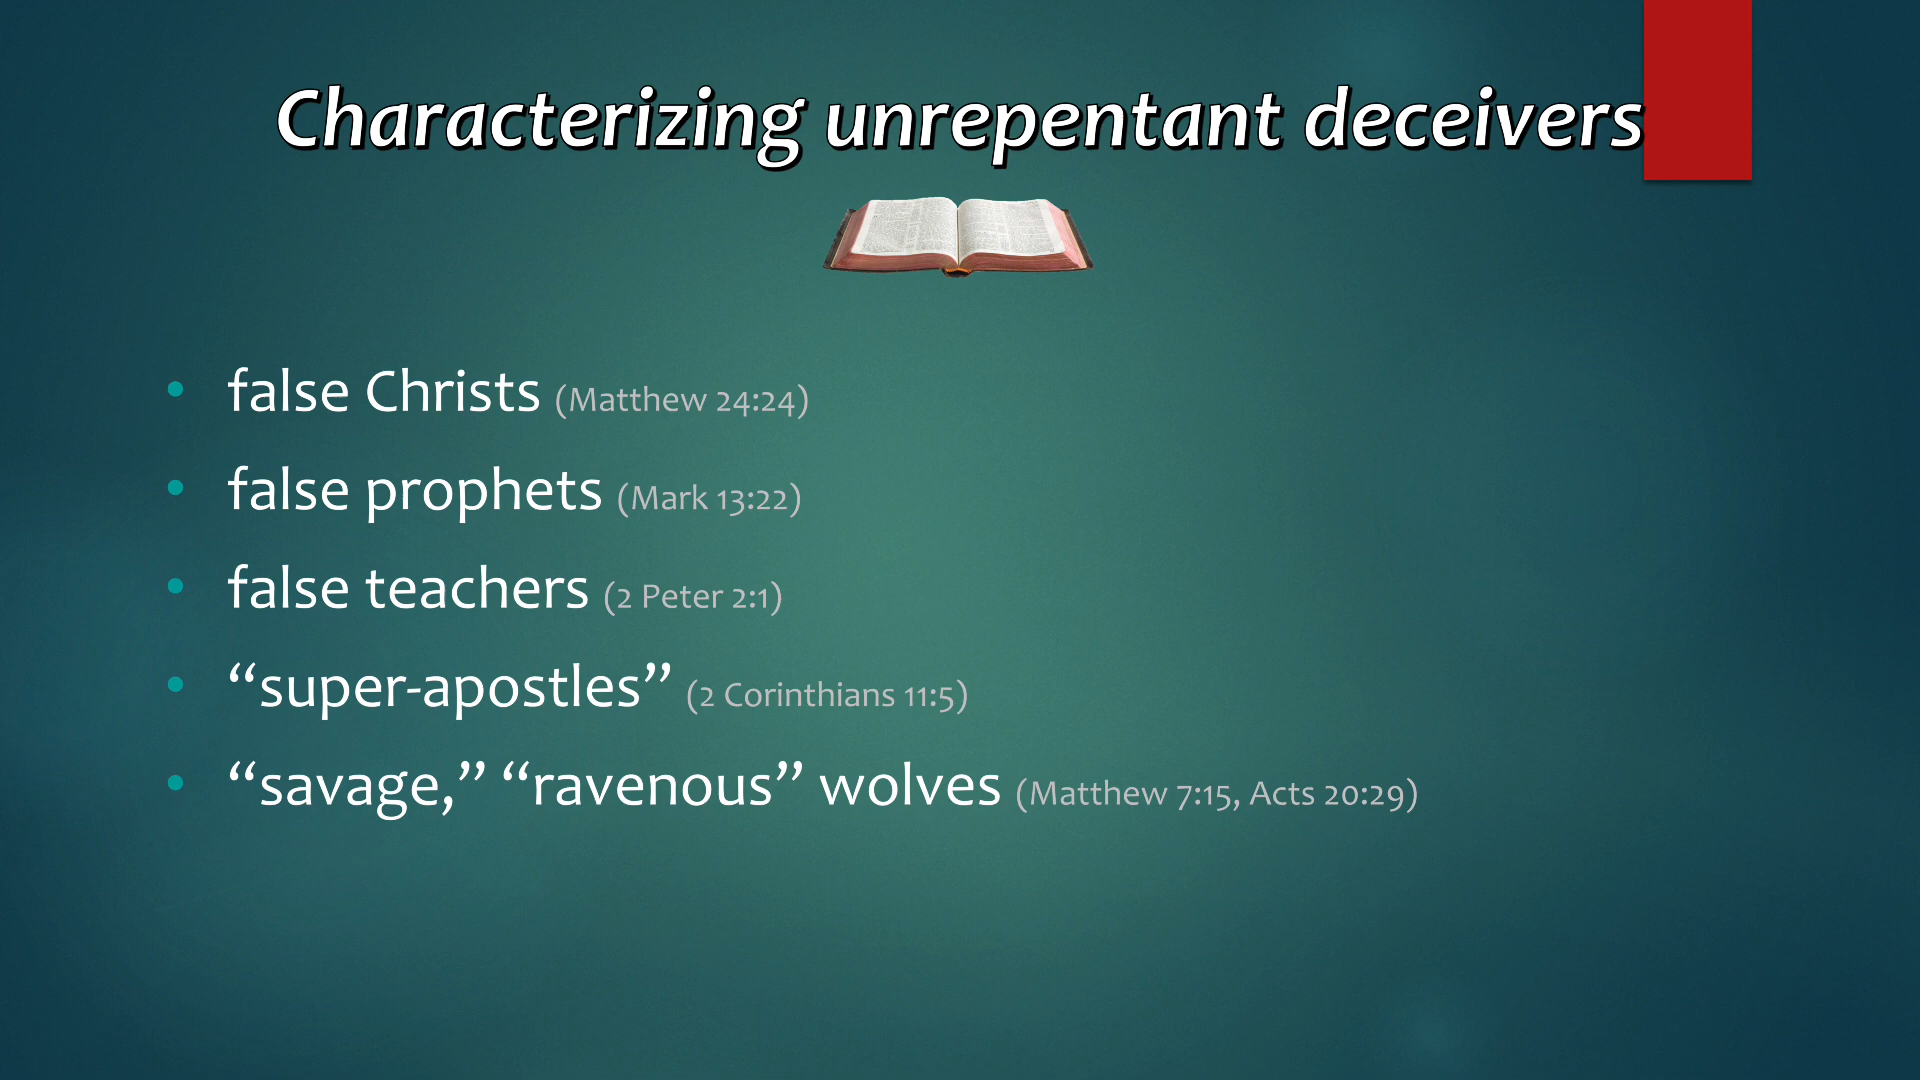 Characterizing unrepentant deceivers
• false Christs (Matthew 24:24)
• false prophets (Mark 13:22)
• false teachers (2 Peter 2:1)
• “super-apostles” (2 Corinthians 11:5)
• “savage,” “ravenous” wolves (Matthew 7:15, Acts 20:29)